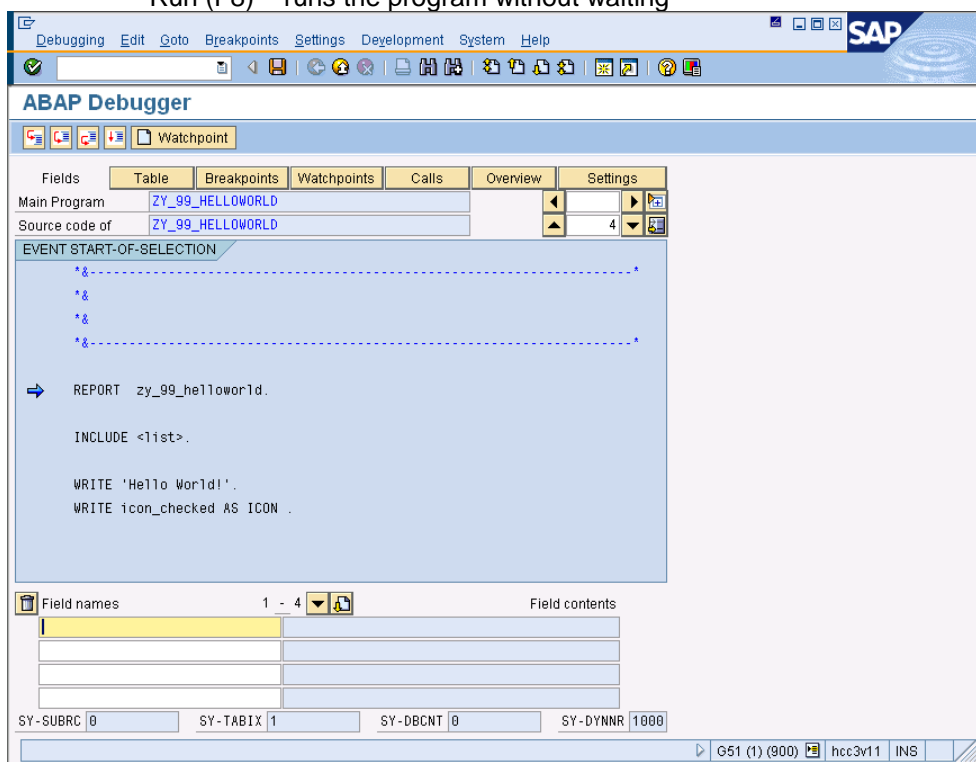 Run (F8) – runs the program without waiting
Debugging Edit Goto Breakpoints Settings Development System Help
SAP
ABAP Debugger
Watchpoint
Fields Table Breakpoints Watchpoints Calls Overview Settings
Main Program ZY_99_HELLOWORLD
Source code of ZY_99_HELLOWORLD 4
EVENT START-OF-SELECTION
*&---------------------------------------------------------------------*
*&
*&
*&---------------------------------------------------------------------*
REPORT zy_99_helloworld.
INCLUDE <list>.
WRITE 'Hello World!'.
WRITE icon_checked AS ICON .
Field names 1 - 4 Field contents
SY-SUBRC 0 SY-TABIX 1 SY-DBCNT 0 SY-DYNNR 1000
G51 (1) (900) hcc3v11 INS